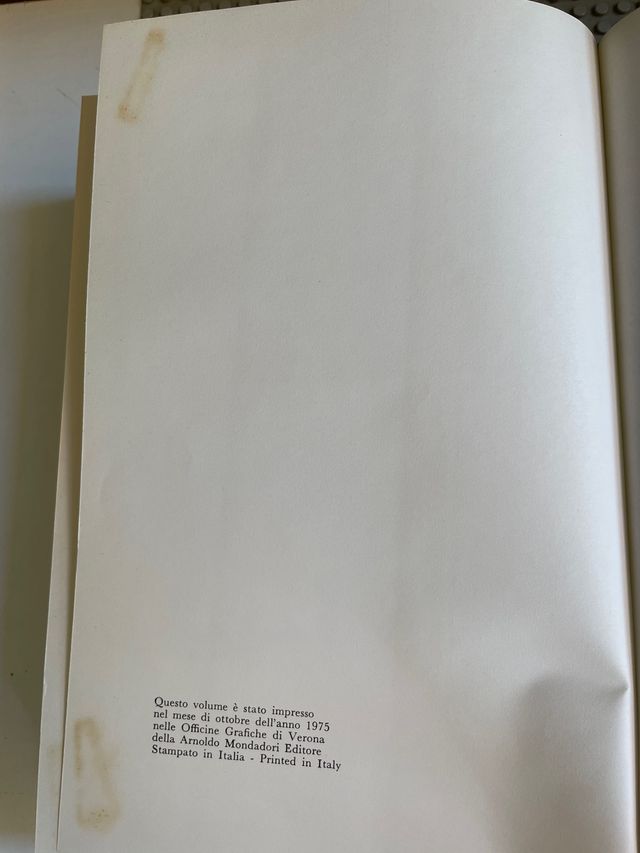 Questo volume è stato impresso
nel mese di ottobre dell'anno 1975
nelle Officine Grafiche di Verona
della Arnoldo Mondadori Editore
Stampato in Italia - Printed in Italy